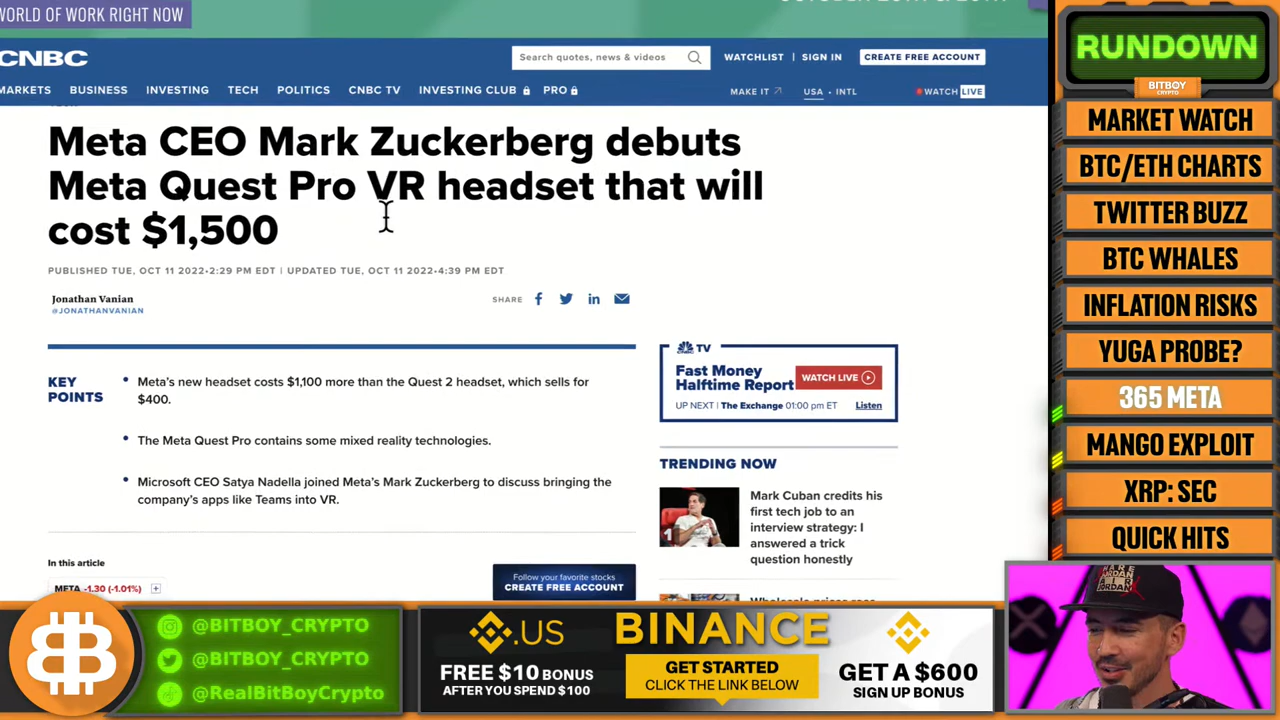 WORLD OF WORK RIGHT NOW
CNBC
Search quotes, news & videos
WATCHLIST | SIGN IN
CREATE FREE ACCOUNT
MARKETS BUSINESS INVESTING TECH POLITICS CNBC TV INVESTING CLUB PRO
MAKE IT USA • INTL WATCH LIVE
Meta CEO Mark Zuckerberg debuts
Meta Quest Pro VR headset that will
cost $1,500
PUBLISHED TUE, OCT 11 2022•2:29 PM EDT | UPDATED TUE, OCT 11 2022•4:39 PM EDT
Jonathan Vanian
@JONATHANVANIAN
SHARE
KEY
POINTS
• Meta's new headset costs $1,100 more than the Quest 2 headset, which sells for
$400.
• The Meta Quest Pro contains some mixed reality technologies.
• Microsoft CEO Satya Nadella joined Meta's Mark Zuckerberg to discuss bringing the
company's apps like Teams into VR.
In this article
META -1.30 (-1.01%)
Follow your favorite stocks
CREATE FREE ACCOUNT
TV
Fast Money
Halftime Report
WATCH LIVE
UP NEXT | The Exchange 01:00 pm ET
Listen
TRENDING NOW
1
Mark Cuban credits his
first tech job to an
interview strategy: I
answered a trick
question honestly
RUNDOWN
BITBOY
CRYPTO
MARKET WATCH
BTC/ETH CHARTS
TWITTER BUZZ
BTC WHALES
INFLATION RISKS
YUGA PROBE?
365 META
MANGO EXPLOIT
XRP: SEC
QUICK HITS
@BITBOY_CRYPTO
@BITBOY_CRYPTO
@RealBitBoyCrypto
.US
FREE $10 BONUS
AFTER YOU SPEND $100
BINANCE
GET STARTED
CLICK THE LINK BELOW
GET A $600
SIGN UP BONUS